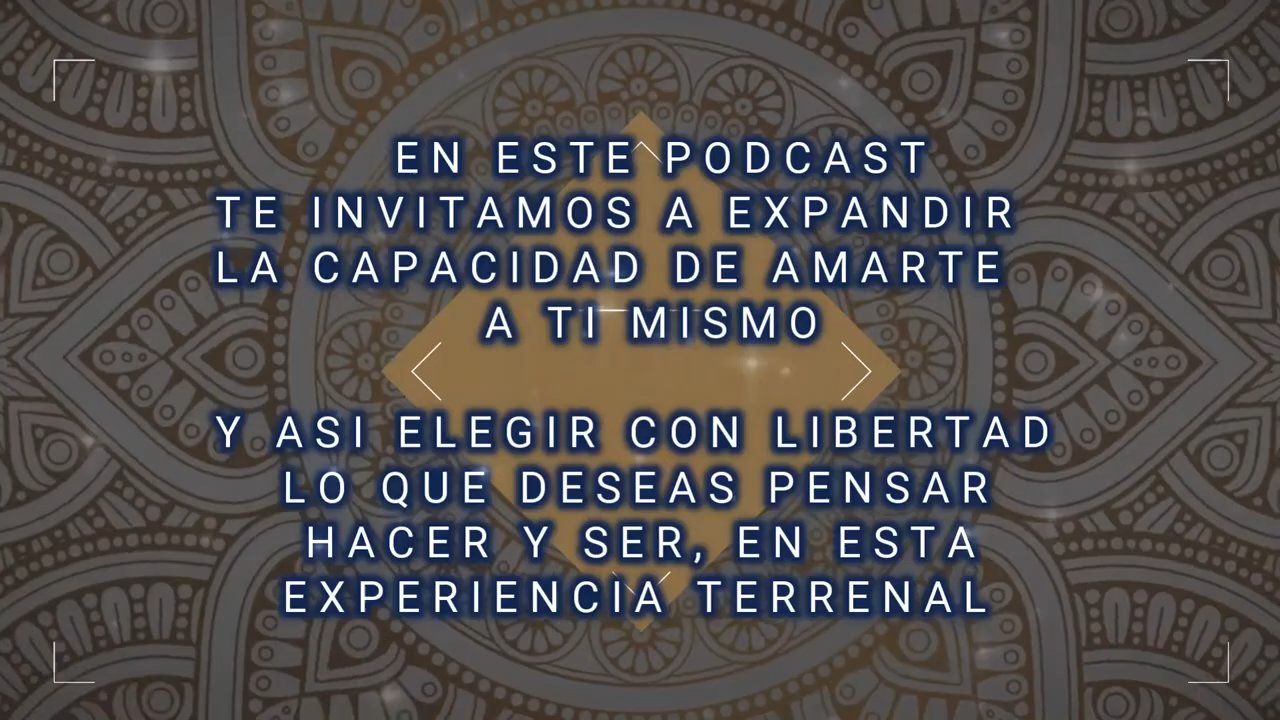 EN ESTE PODCAST
TE INVITAMOS A EXPANDIR
LA CAPACIDAD DE AMARTE
A TI MISMO
Y ASI ELEGIR CON LIBERTAD
LO QUE DESEAS PENSAR
HACER Y SER, EN ESTA
EXPERIENCIA TERRENAL